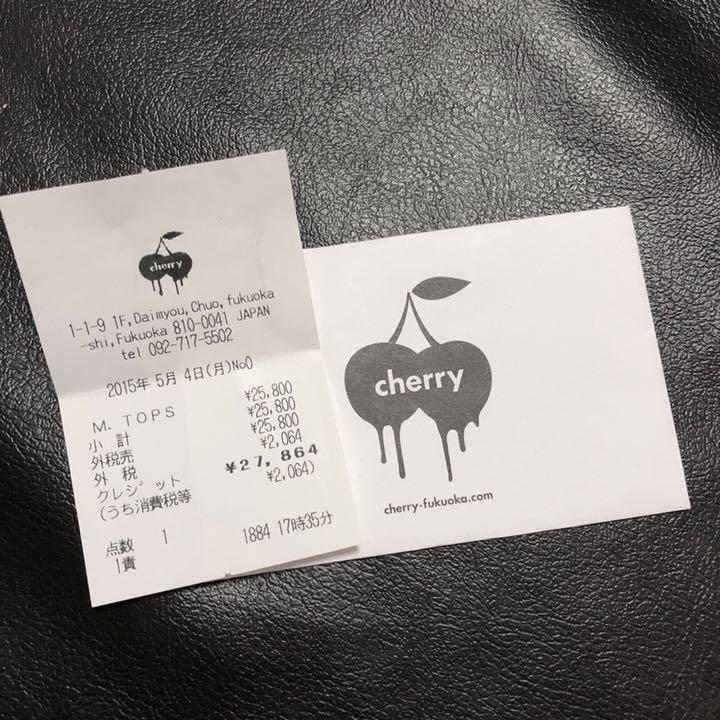 cherry
1-1-9 1F,Daimyou,Chuo,fukuoka
-shi,Fukuoka 810-0041 JAPAN
tel 092-717-5502
2015年 5月 4日(月)No0
M. TOPS ¥25,800
小 計 ¥25,800
外税売 ¥25,800
外 税 ¥2,064
クレジット ¥27,864
(うち消費税等 ¥2,064)
点数 1
1責 1884 17時35分
cherry
cherry-fukuoka.com